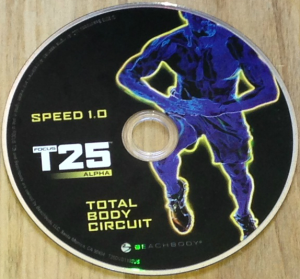 SPEED 1.0
FOCUS
T25
ALPHA
TOTAL
BODY
CIRCUIT
BEACHBODY